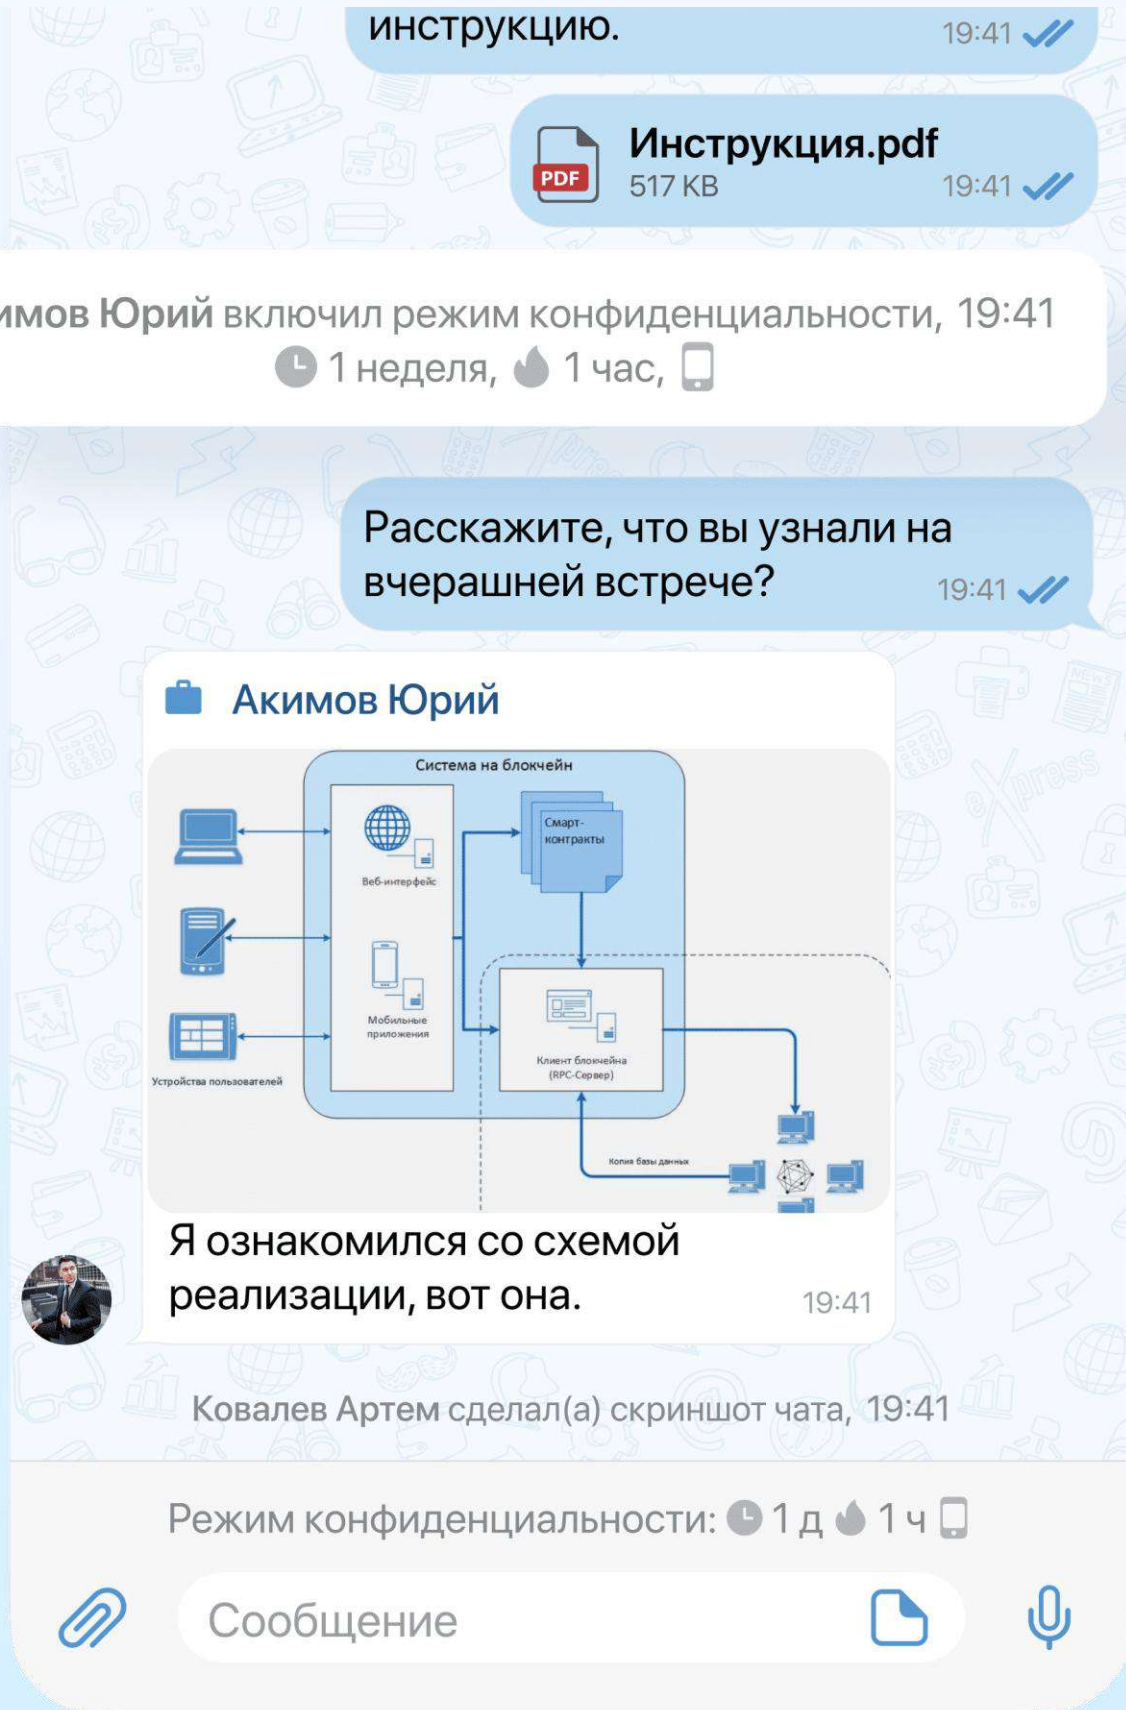 инструкцию.
19:41
PDF
Инструкция.pdf
517 KB
19:41
имов Юрий включил режим конфиденциальности, 19:41
1 неделя, 1 час,
Расскажите, что вы узнали на
вчерашней встрече?
19:41
Акимов Юрий
Система на блокчейн
Смарт-
контракты
Веб-интерфейс
Мобильные
приложения
Клиент блокчейна
(RPC-Сервер)
Устройства пользователей
Копия базы данных
Я ознакомился со схемой
реализации, вот она.
19:41
Ковалев Артем сделал(а) скриншот чата, 19:41
Режим конфиденциальности: 1 д 1 ч
Сообщение
eXpress
NEWS